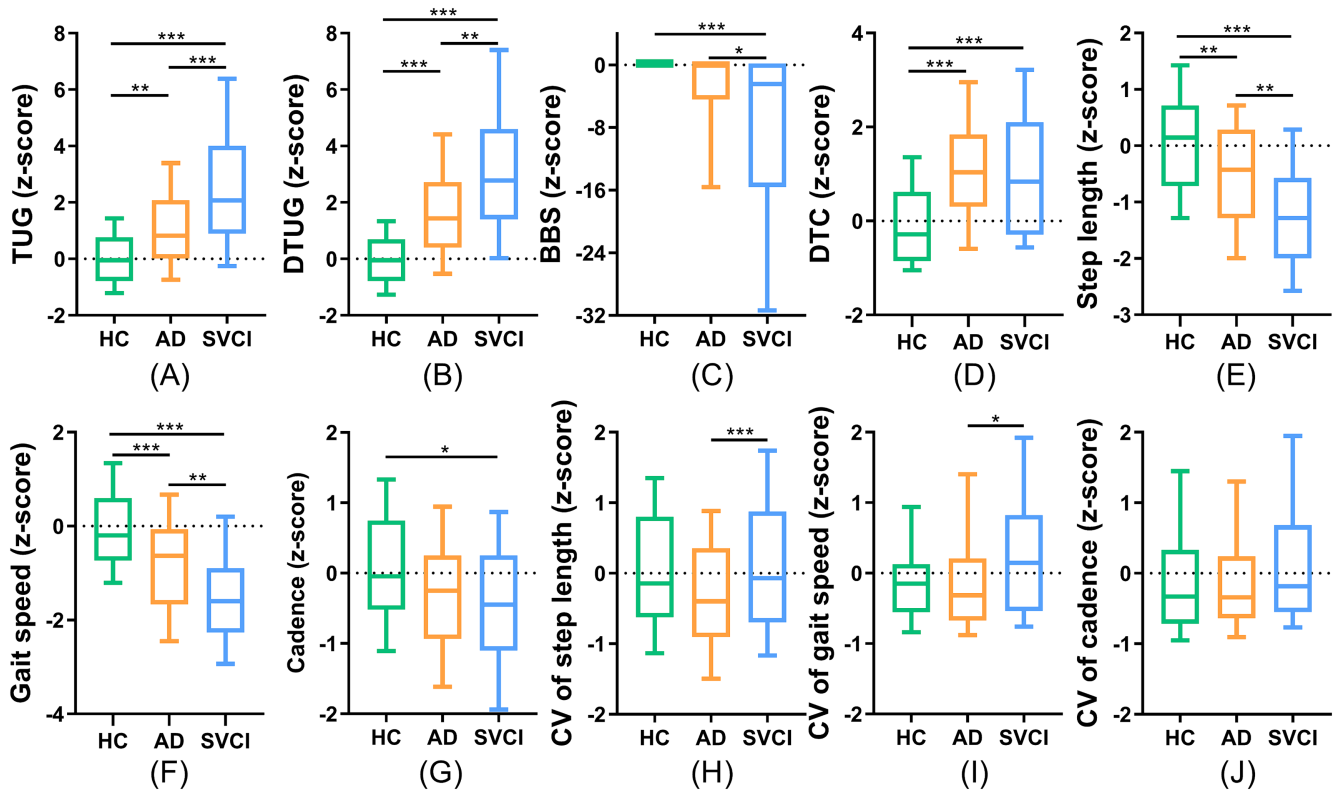 TUG (z-score)
8
6
4
2
0
-2
***
***
**
HC AD SVCI
(A)
DTUG (z-score)
8
6
4
2
0
-2
***
**
***
HC AD SVCI
(B)
BBS (z-score)
0
-8
-16
-24
-32
***
*
HC AD SVCI
(C)
DTC (z-score)
4
2
0
-2
***
***
HC AD SVCI
(D)
Step length (z-score)
2
1
0
-1
-2
-3
***
**
**
HC AD SVCI
(E)
Gait speed (z-score)
2
0
-2
-4
***
***
**
HC AD SVCI
(F)
Cadence (z-score)
2
1
0
-1
-2
*
HC AD SVCI
(G)
CV of step length (z-score)
2
1
0
-1
-2
***
HC AD SVCI
(H)
CV of gait speed (z-score)
2
1
0
-1
-2
*
HC AD SVCI
(I)
CV of cadence (z-score)
2
1
0
-1
-2
HC AD SVCI
(J)